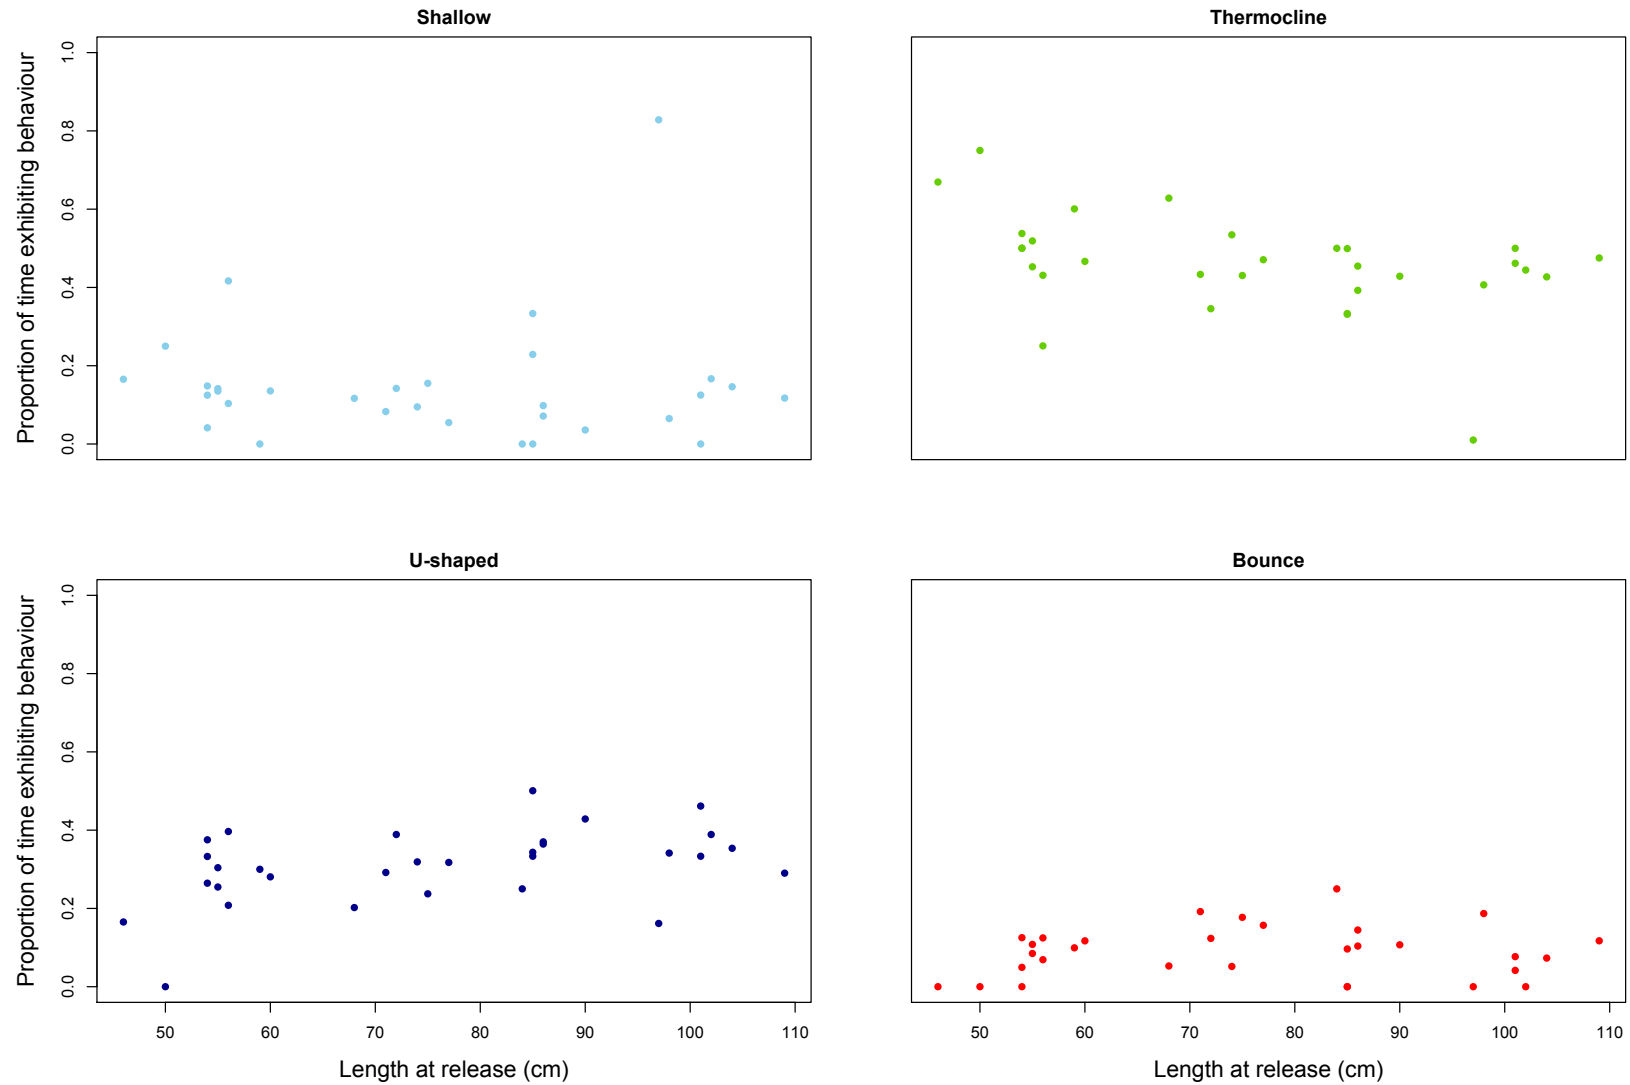 Shallow
Thermocline
Proportion of time exhibiting behaviour
0.0 0.2 0.4 0.6 0.8 1.0
U-shaped
Bounce
Proportion of time exhibiting behaviour
0.0 0.2 0.4 0.6 0.8 1.0
50 60 70 80 90 100 110
50 60 70 80 90 100 110
Length at release (cm)
Length at release (cm)